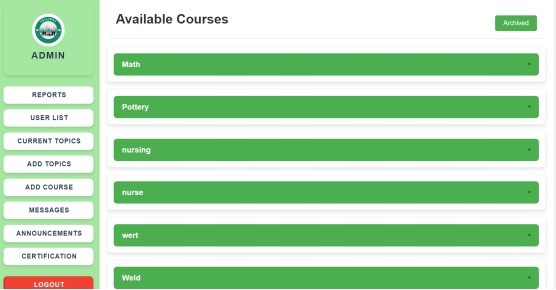 ADMIN
REPORTS
USER LIST
CURRENT TOPICS
ADD TOPICS
ADD COURSE
MESSAGES
ANNOUNCEMENTS
CERTIFICATION
LOGOUT
Available Courses
Archived
Math
Pottery
nursing
nurse
wert
Weld